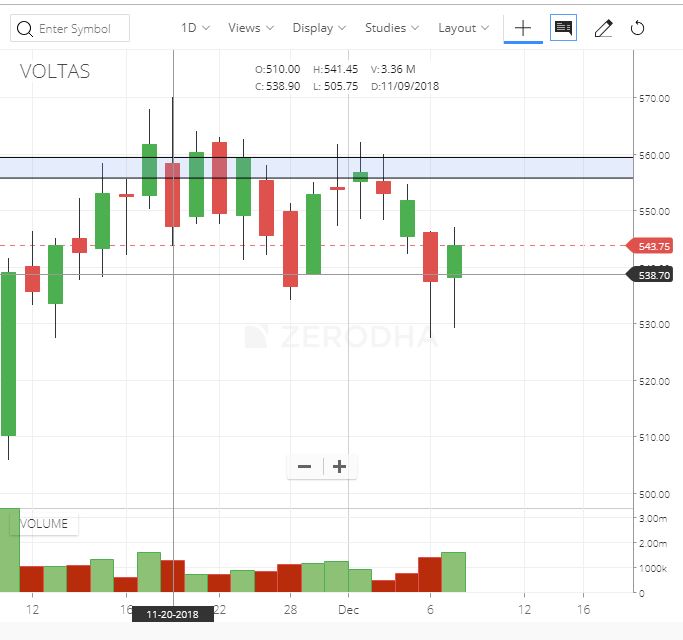 Enter Symbol 1D Views Display Studies Layout
VOLTAS
O:510.00 H:541.45 V:3.36 M
C: 538.90 L: 505.75 D:11/09/2018
570.00
560.00
550.00
543.75
538.70
530.00
ZERODHA
520.00
510.00
500.00
VOLUME
3.00m
2.00m
1000k
0
12 16 22 28 Dec 6 12 16
11-20-2018